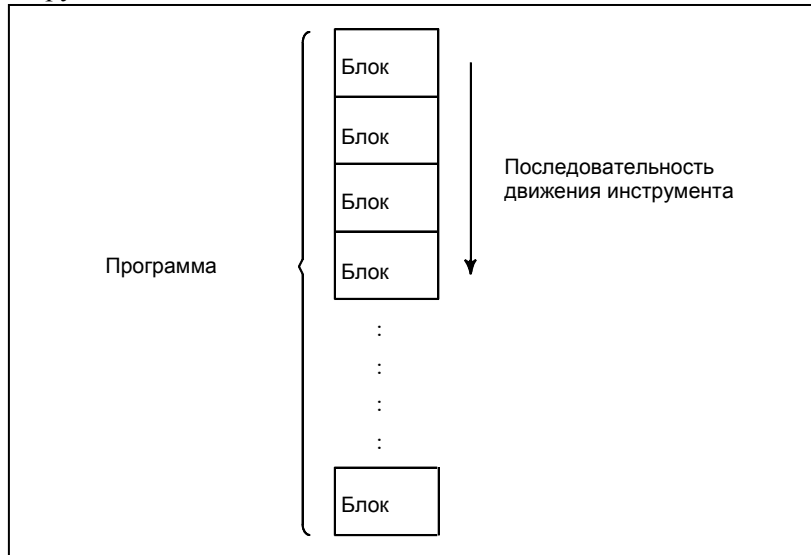 Блок
Блок
Последовательность
движения инструмента
Блок
Программа
Блок
:
:
:
:
Блок